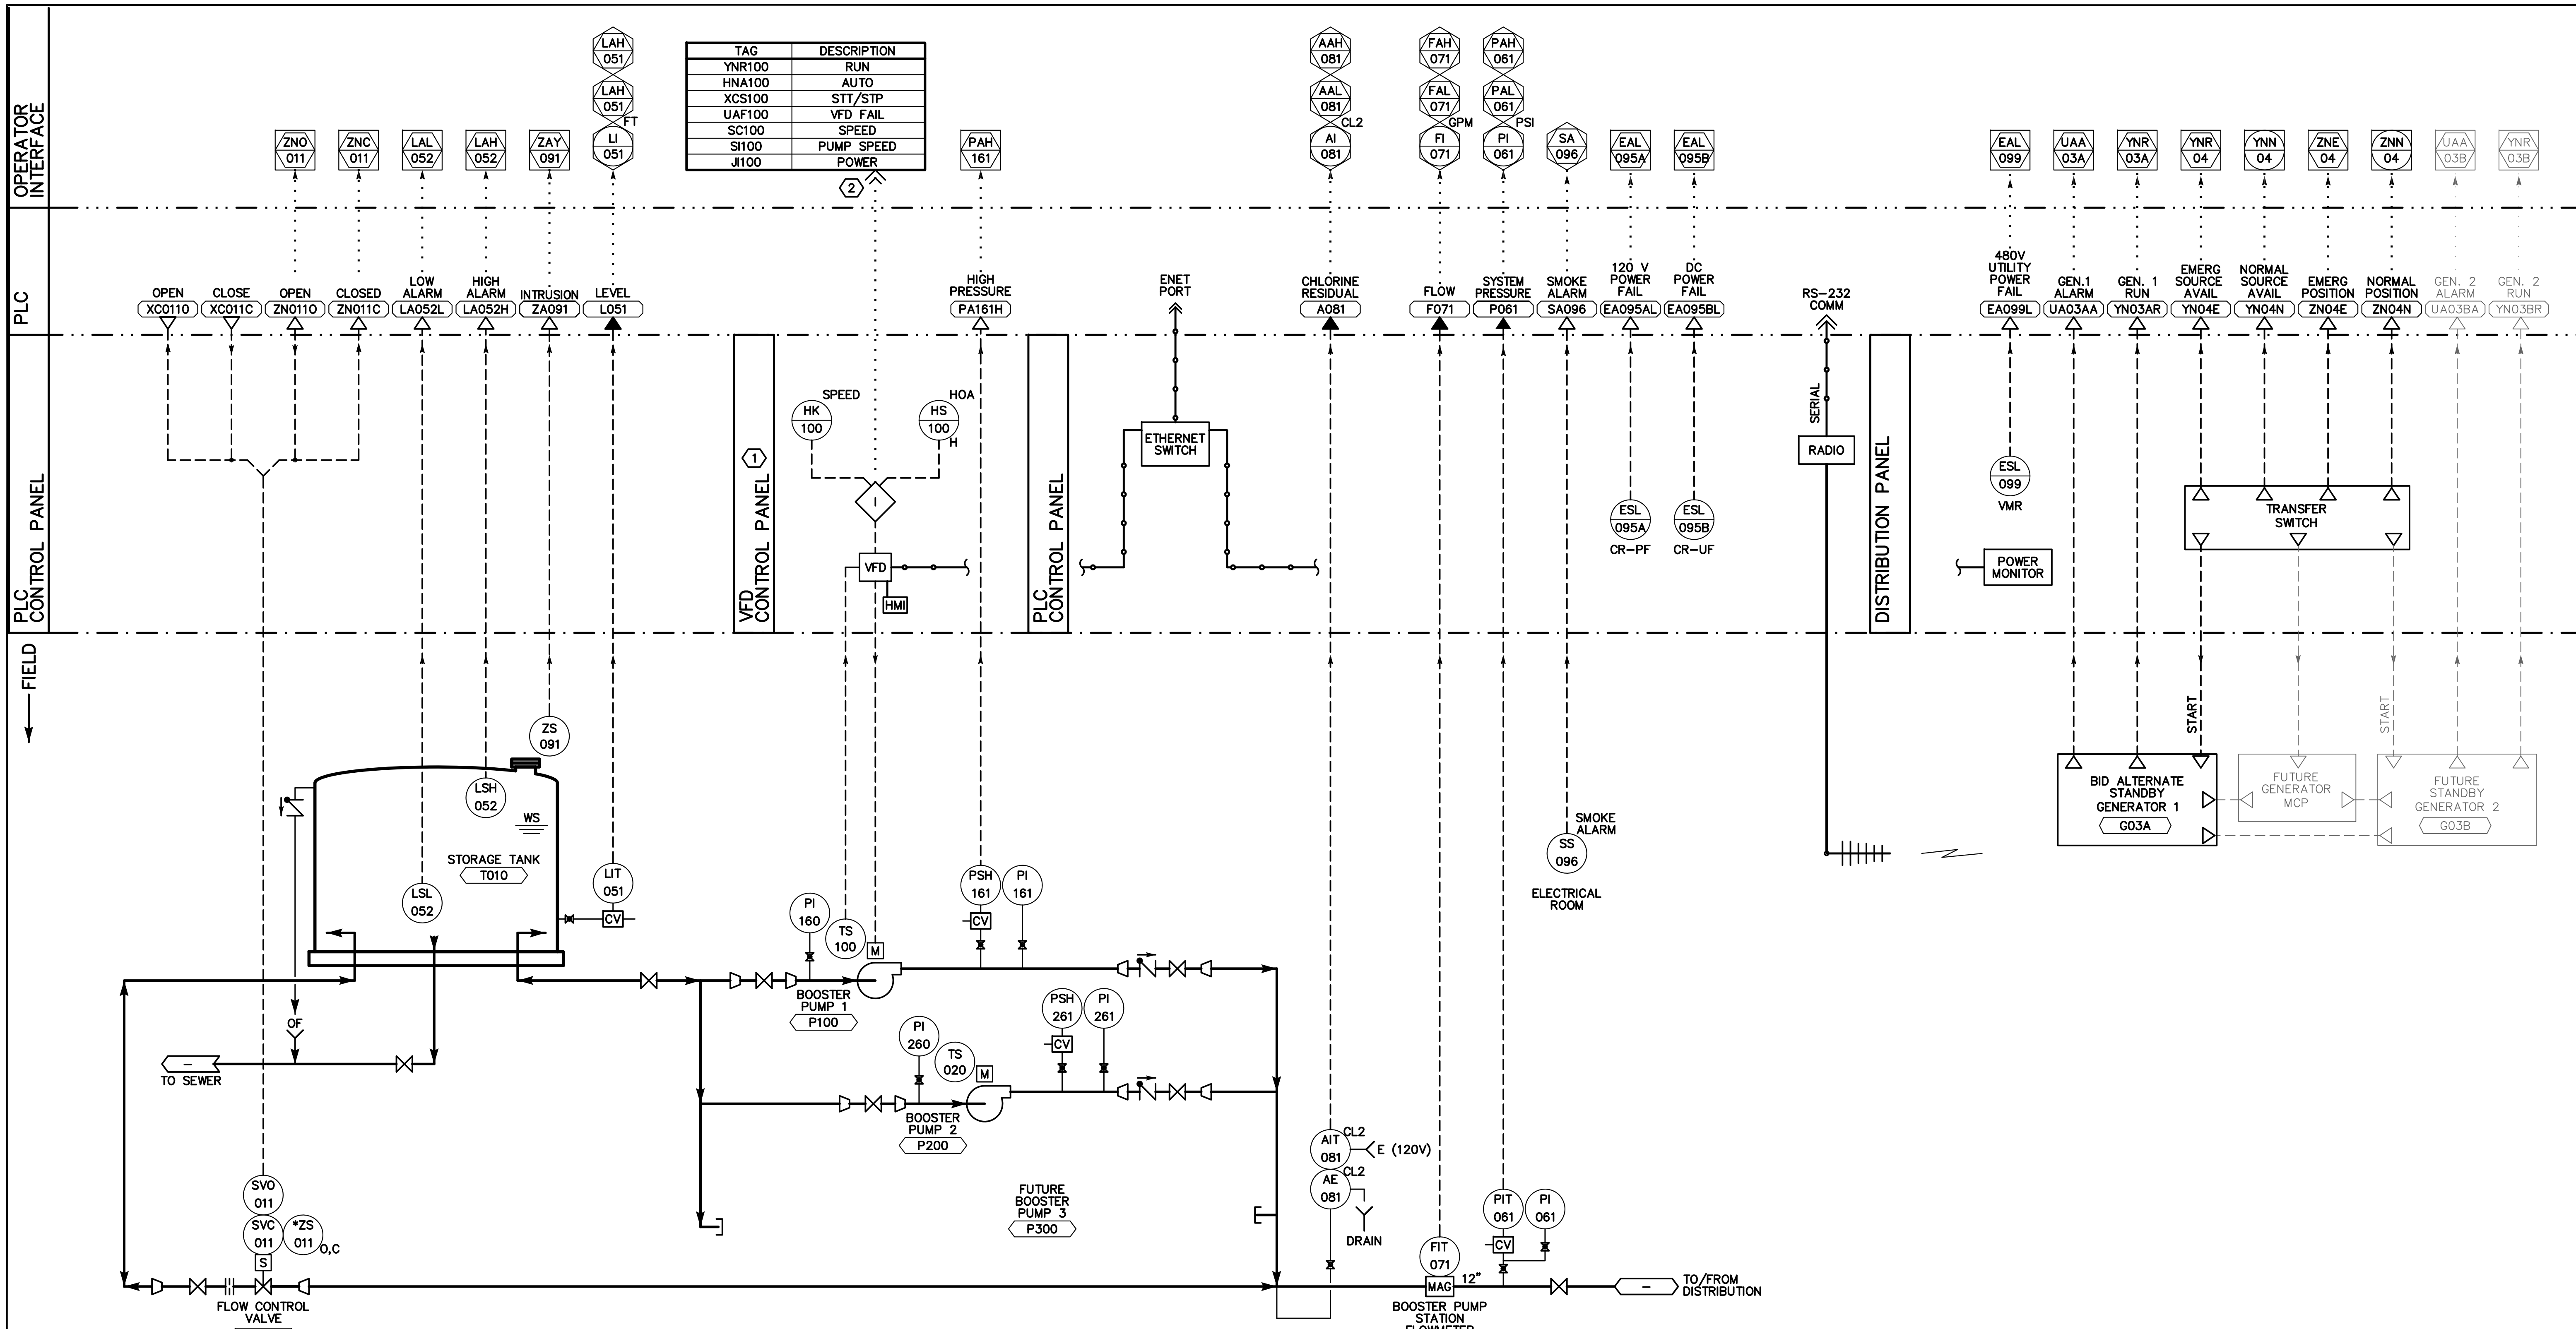 OPERATOR
INTERFACE
PLC
PLC
CONTROL PANEL
FIELD
LAH
051
LAH
051
FT
LI
051
ZNO
011
ZNC
011
LAL
052
LAH
052
ZAY
091
TAG DESCRIPTION
YNR100 RUN
HNA100 AUTO
XCS100 STT/STP
UAF100 VFD FAIL
SC100 SPEED
SI100 PUMP SPEED
JI100 POWER
2
PAH
161
AAH
081
AAL
081
CL2
AI
081
FAH
071
FAL
071
GPM
FI
071
PAH
061
PAL
061
PSI
PI
061
SA
096
EAL
095A
EAL
095B
EAL
099
UAA
03A
YNR
03A
YNR
04
YNN
04
ZNE
04
ZNN
04
UAA
03B
YNR
03B
OPEN
XC011O
CLOSE
XC011C
OPEN
ZN011O
CLOSED
ZN011C
LOW
ALARM
LA052L
HIGH
ALARM
LA052H
INTRUSION
ZA091
LEVEL
L051
HIGH
PRESSURE
PA161H
ENET
PORT
CHLORINE
RESIDUAL
A081
FLOW
F071
SYSTEM
PRESSURE
P061
SMOKE
ALARM
SA096
120 V
POWER
FAIL
EA095AL
DC
POWER
FAIL
EA095BL
RS-232
COMM
480V
UTILITY
POWER
FAIL
EA099L
GEN.1
ALARM
UA03AA
GEN. 1
RUN
YN03AR
EMERG
SOURCE
AVAIL
YN04E
NORMAL
SOURCE
AVAIL
YN04N
EMERG
POSITION
ZN04E
NORMAL
POSITION
ZN04N
GEN. 2
ALARM
UA03BA
GEN. 2
RUN
YN03BR
VFD
CONTROL PANEL
1
SPEED
HK
100
HOA
HS
100
H
I
VFD
HMI
PLC
CONTROL PANEL
ETHERNET
SWITCH
ESL
095A
CR-PF
ESL
095B
CR-UF
SERIAL
RADIO
DISTRIBUTION PANEL
ESL
099
VMR
POWER
MONITOR
TRANSFER
SWITCH
START
START
BID ALTERNATE
STANDBY
GENERATOR 1
G03A
FUTURE
GENERATOR
MCP
FUTURE
STANDBY
GENERATOR 2
G03B
ZS
091
LSH
052
WS
STORAGE TANK
T010
LSL
052
LIT
051
CV
OF
-
TO SEWER
PI
160
TS
100
M
PSH
161
CV
PI
161
BOOSTER
PUMP 1
P100
PI
260
TS
020
M
PSH
261
CV
PI
261
BOOSTER
PUMP 2
P200
FUTURE
BOOSTER
PUMP 3
P300
SMOKE
ALARM
SS
096
ELECTRICAL
ROOM
CL2
AIT
081
E (120V)
CL2
AE
081
DRAIN
SVO
011
SVC
011
*ZS
011
O,C
S
FLOW CONTROL
VALVE
FIT
071
MAG
12"
BOOSTER PUMP
STATION
FLOWMETER
PIT
061
CV
PI
061
-
TO/FROM
DISTRIBUTION